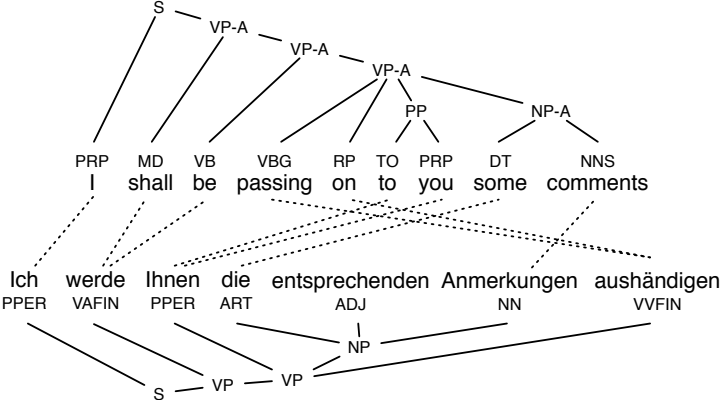 S
VP-A
VP-A
VP-A
PP
NP-A
PRP MD VB VBG RP TO PRP DT NNS
I shall be passing on to you some comments
Ich werde Ihnen die entsprechenden Anmerkungen aushändigen
PPER VAFIN PPER ART ADJ NN VVFIN
NP
S VP VP